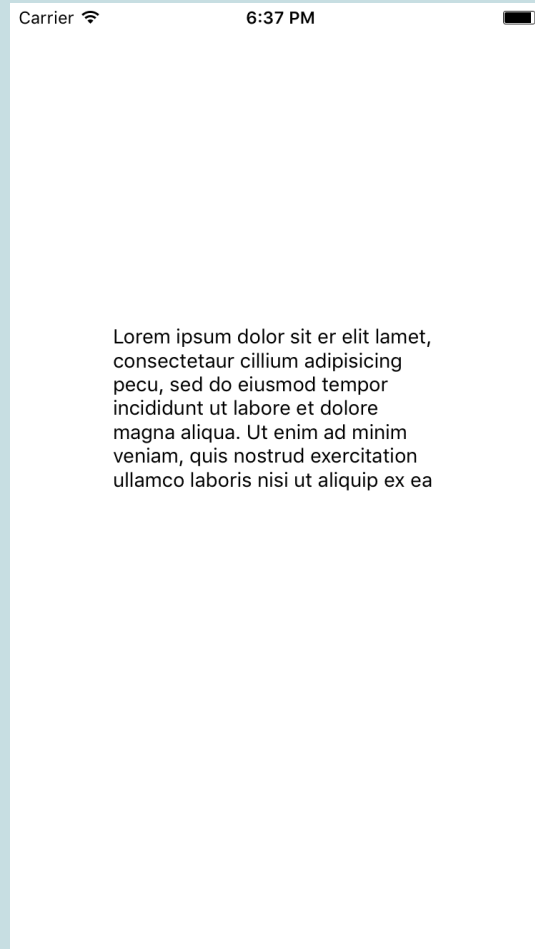 Carrier
6:37 PM
Lorem ipsum dolor sit er elit lamet,
consectetaur cillium adipisicing
pecu, sed do eiusmod tempor
incididunt ut labore et dolore
magna aliqua. Ut enim ad minim
veniam, quis nostrud exercitation
ullamco laboris nisi ut aliquip ex ea